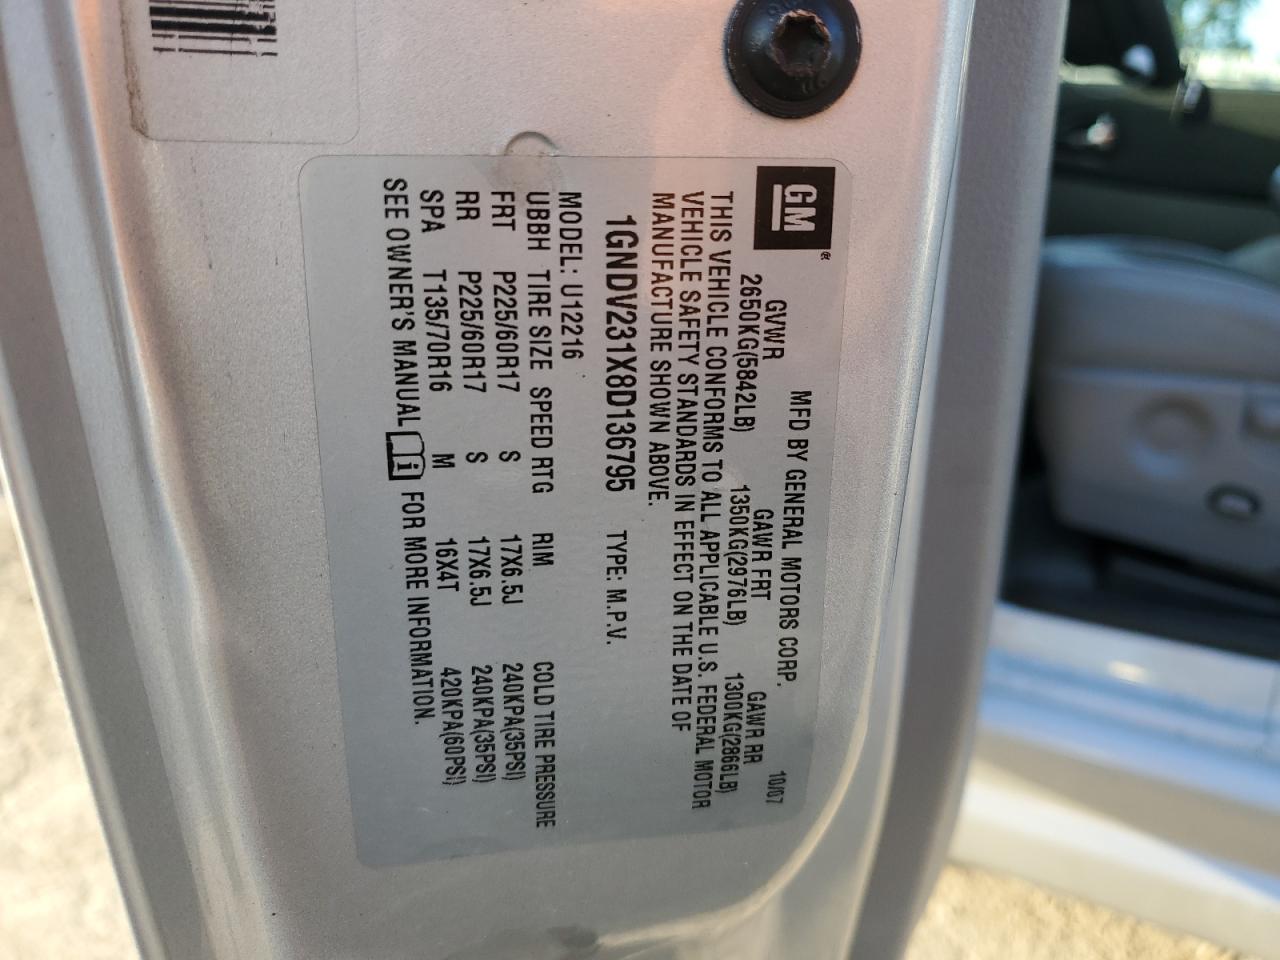 GM
MFD BY GENERAL MOTORS CORP. 10/07
GVWR GAWR FRT GAWR RR
2650KG(5842LB) 1350KG(2976LB) 1300KG(2866LB)
THIS VEHICLE CONFORMS TO ALL APPLICABLE U.S. FEDERAL MOTOR
VEHICLE SAFETY STANDARDS IN EFFECT ON THE DATE OF
MANUFACTURE SHOWN ABOVE.
1GNDV231X8D136795 TYPE: M.P.V.
MODEL: U12216
UBBH TIRE SIZE SPEED RTG RIM COLD TIRE PRESSURE
FRT P225/60R17 S 17X6.5J 240KPA(35PSI)
RR P225/60R17 S 17X6.5J 240KPA(35PSI)
SPA T135/70R16 M 16X4T 420KPA(60PSI)
SEE OWNER'S MANUAL FOR MORE INFORMATION.